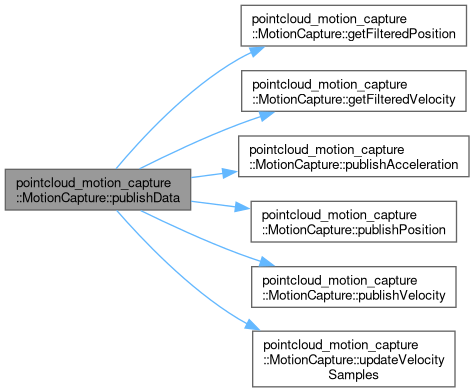 pointcloud_motion_capture
::MotionCapture::getFilteredPosition
pointcloud_motion_capture
::MotionCapture::getFilteredVelocity
pointcloud_motion_capture
::MotionCapture::publishAcceleration
pointcloud_motion_capture
::MotionCapture::publishData
pointcloud_motion_capture
::MotionCapture::publishPosition
pointcloud_motion_capture
::MotionCapture::publishVelocity
pointcloud_motion_capture
::MotionCapture::updateVelocity
Samples